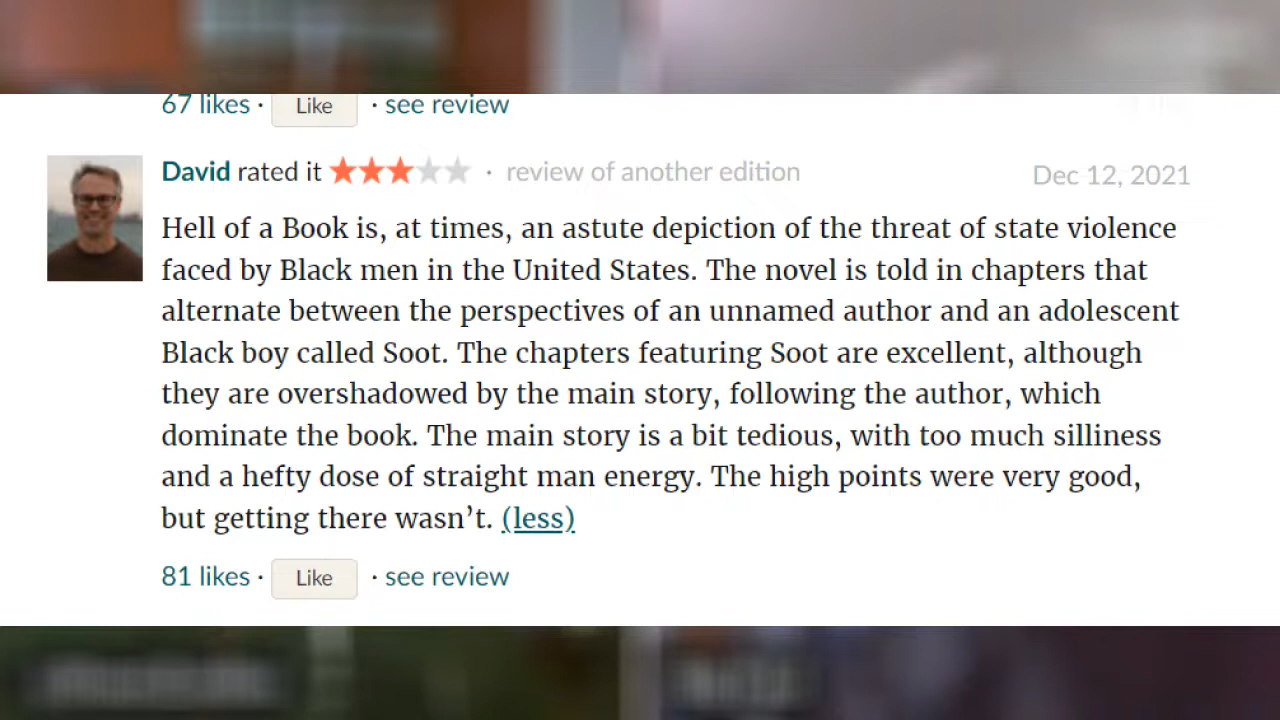 67 likes · Like · see review
David rated it · review of another edition Dec 12, 2021
Hell of a Book is, at times, an astute depiction of the threat of state violence
faced by Black men in the United States. The novel is told in chapters that
alternate between the perspectives of an unnamed author and an adolescent
Black boy called Soot. The chapters featuring Soot are excellent, although
they are overshadowed by the main story, following the author, which
dominate the book. The main story is a bit tedious, with too much silliness
and a hefty dose of straight man energy. The high points were very good,
but getting there wasn’t. (less)
81 likes · Like · see review